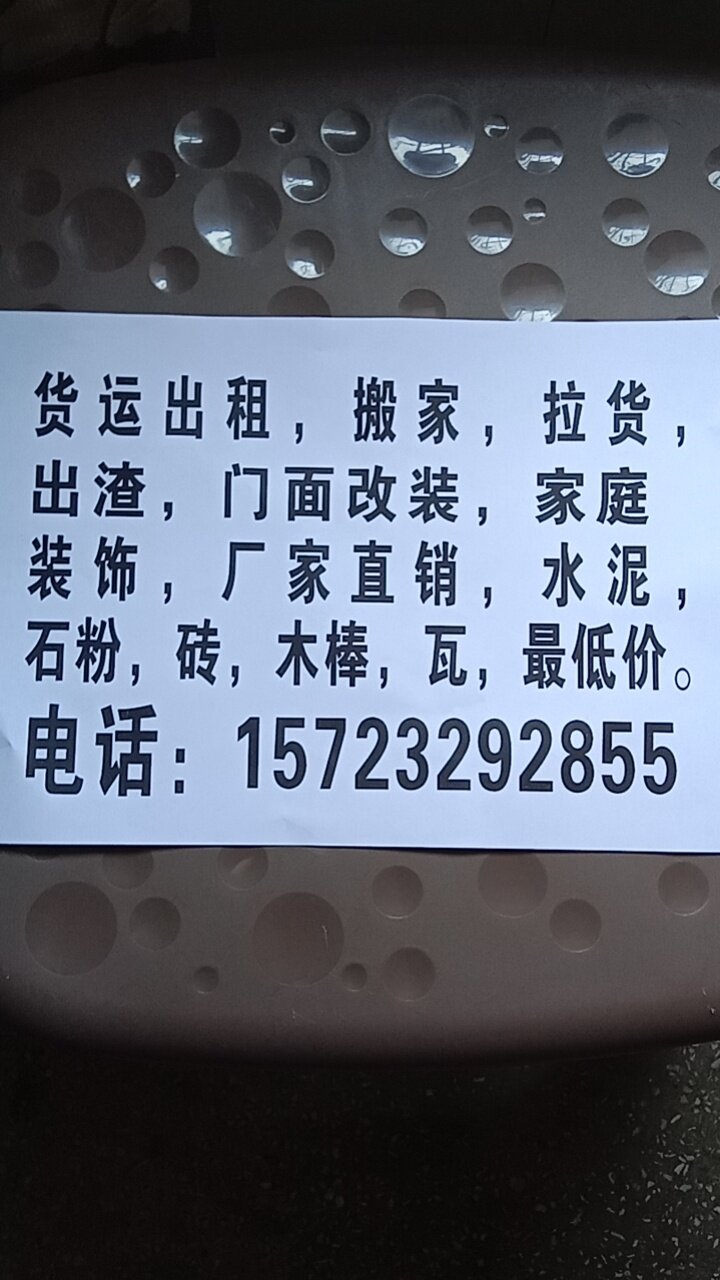 货运出租，搬家，拉货，
出渣，门面改装，家庭
装饰，厂家直销，水泥，
石粉，砖，木棒，瓦，最低价。
电话：15723292855